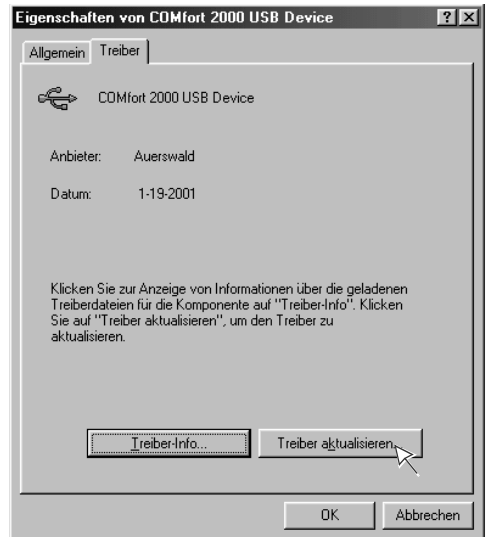 Eigenschaften von COMfort 2000 USB Device
Allgemein Treiber
COMfort 2000 USB Device
Anbieter: Auerswald
Datum: 1-19-2001
Klicken Sie zur Anzeige von Informationen über die geladenen
Treiberdateien für die Komponente auf "Treiber-Info". Klicken
Sie auf "Treiber aktualisieren", um den Treiber zu
aktualisieren.
Treiber-Info... Treiber aktualisieren...
OK Abbrechen